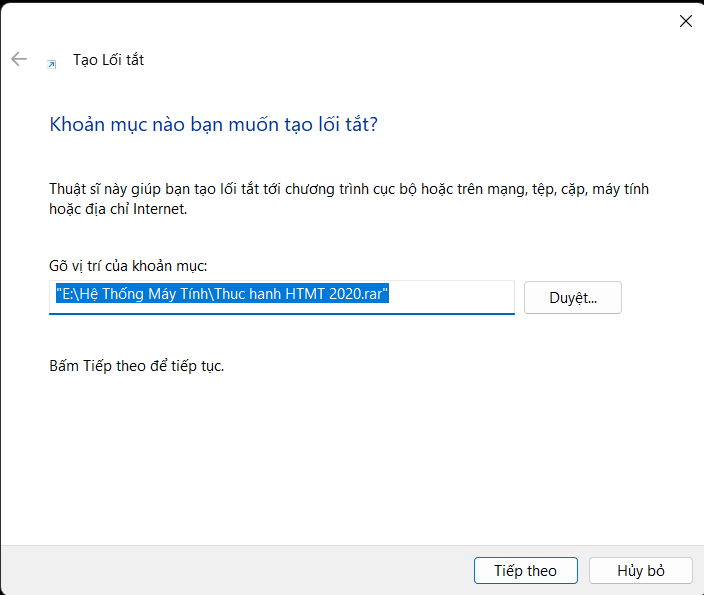 Tạo Lối tắt
Khoản mục nào bạn muốn tạo lối tắt?
Thuật sĩ này giúp bạn tạo lối tắt tới chương trình cục bộ hoặc trên mạng, tệp, cặp, máy tính
hoặc địa chỉ Internet.
Gõ vị trí của khoản mục:
"E:\Hệ Thống Máy Tính\Thuc hanh HTMT 2020.rar"
Duyệt...
Bấm Tiếp theo để tiếp tục.
Tiếp theo
Hủy bỏ